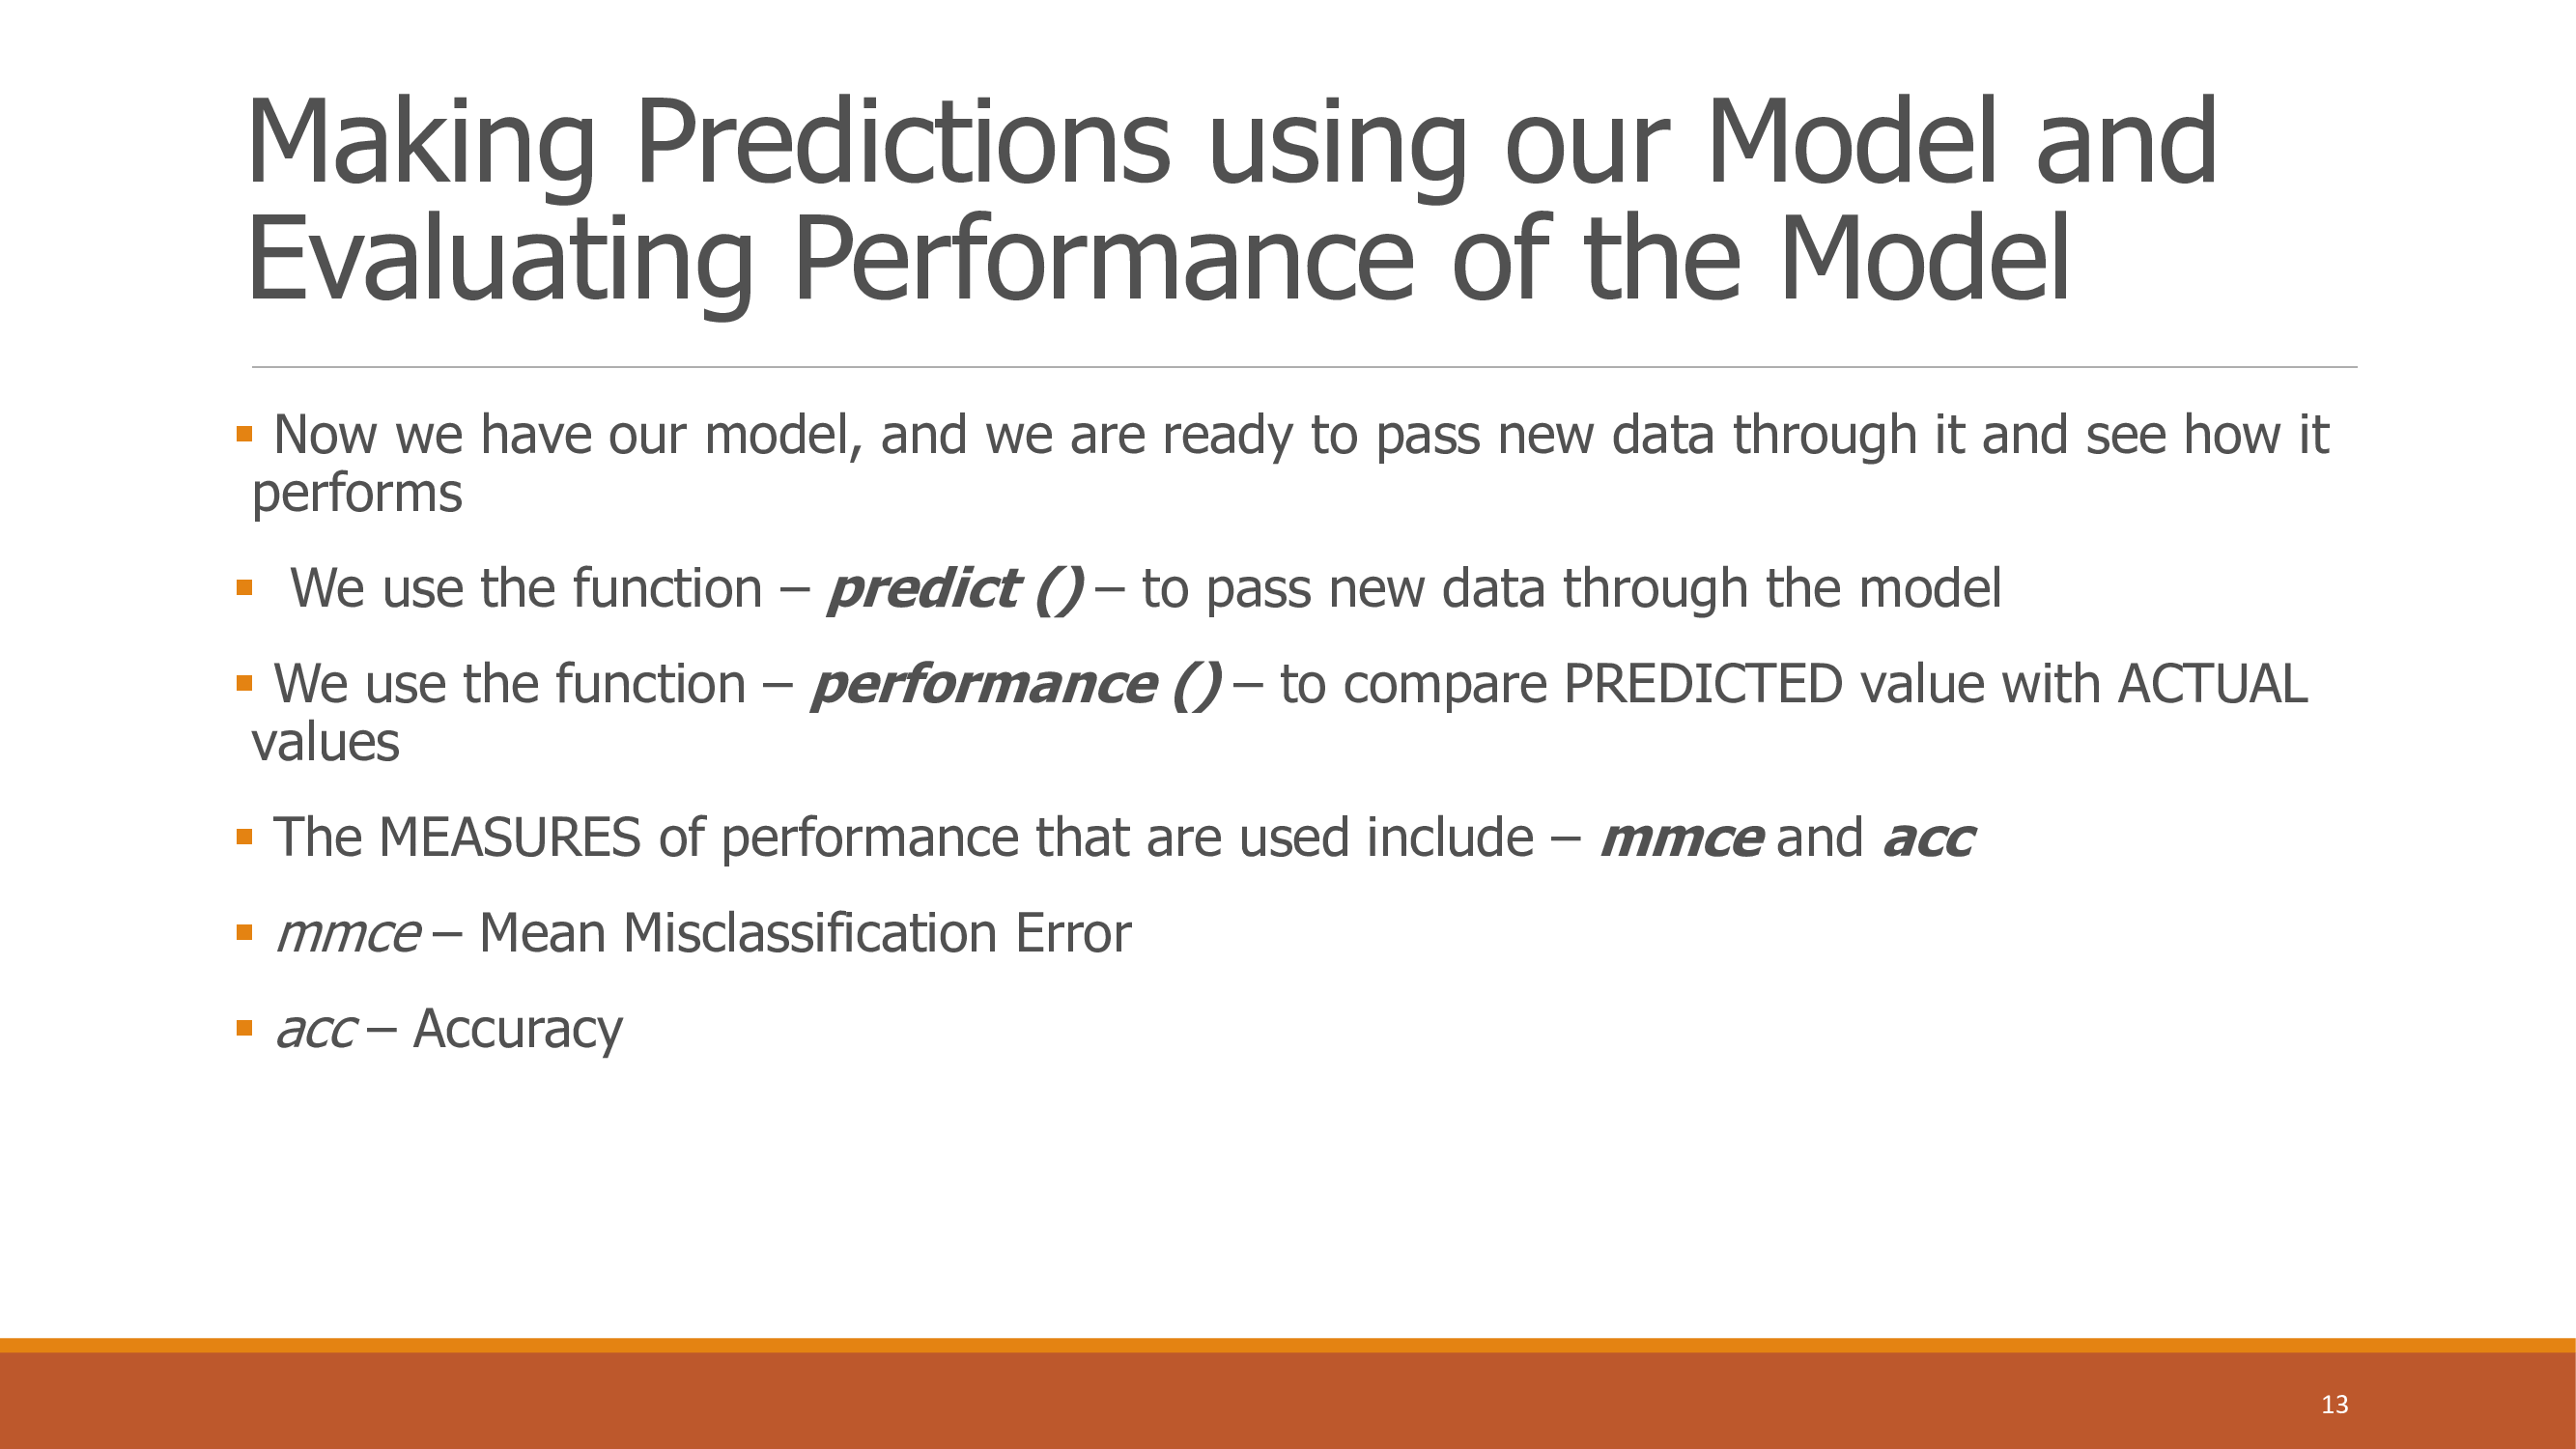 Making Predictions using our Model and
Evaluating Performance of the Model
▪ Now we have our model, and we are ready to pass new data through it and see how it
performs
▪ We use the function – predict () – to pass new data through the model
▪ We use the function – performance () – to compare PREDICTED value with ACTUAL
values
▪ The MEASURES of performance that are used include – mmce and acc
▪ mmce – Mean Misclassification Error
▪ acc – Accuracy
13